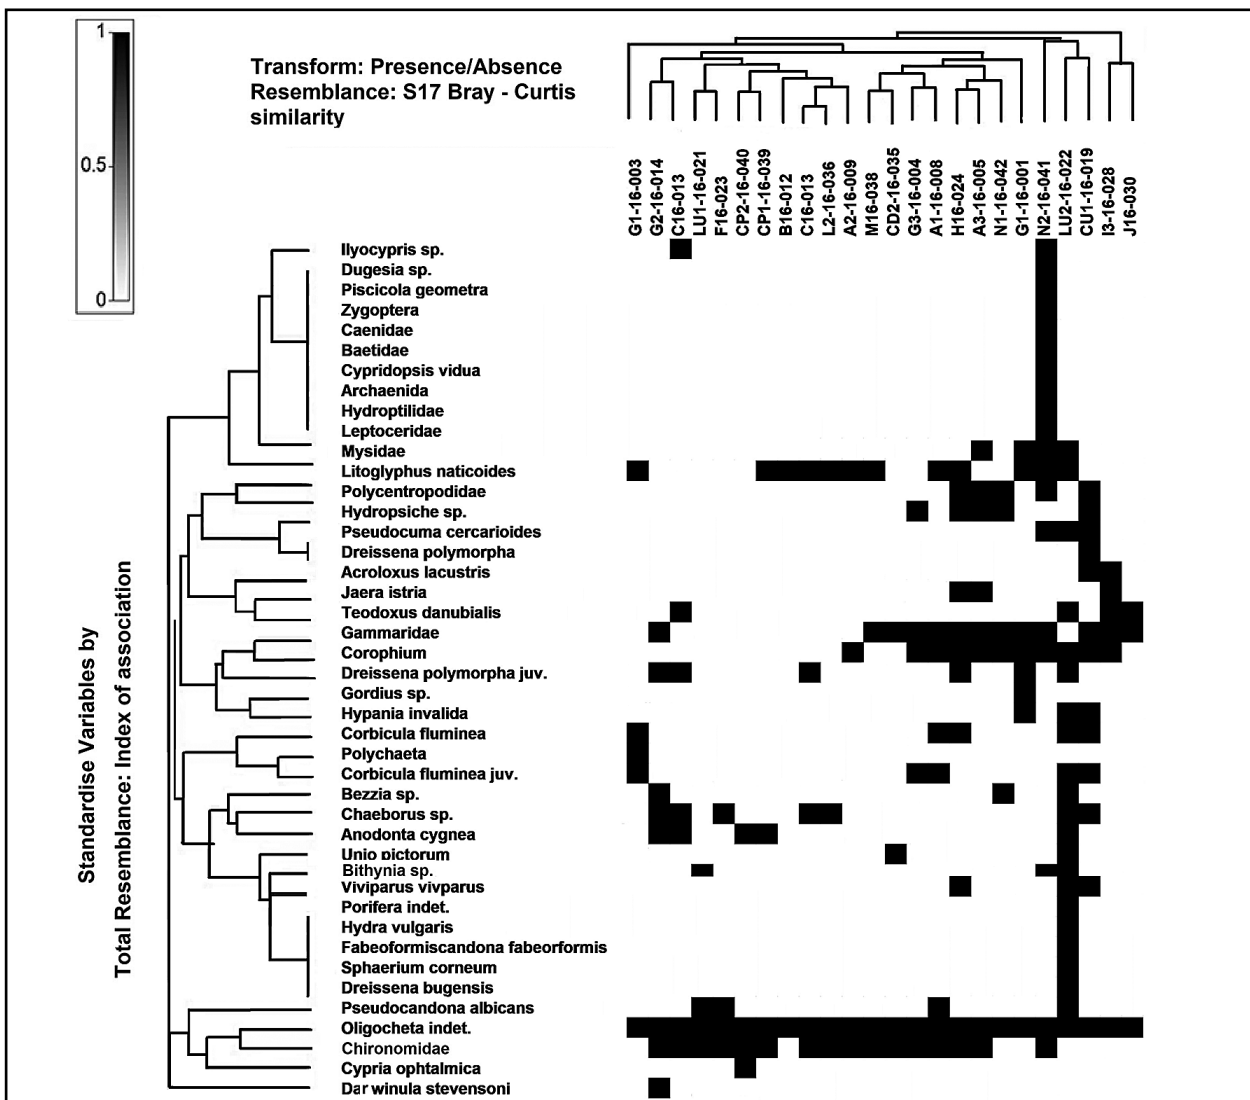 1
0.5
0
Transform: Presence/Absence
Resemblance: S17 Bray - Curtis
similarity
G1-16-003
G2-16-014
C16-013
LU1-16-021
F16-023
CP2-16-040
CP1-16-039
B16-012
C16-013
L2-16-036
A2-16-009
M16-038
CD2-16-035
G3-16-004
A1-16-008
H16-024
A3-16-005
N1-16-042
G1-16-001
N2-16-041
LU2-16-022
CU1-16-019
I3-16-028
J16-030
Standardise Variables by
Total Resemblance: Index of association
Ilyocypris sp.
Dugesia sp.
Piscicola geometra
Zygoptera
Caenidae
Baetidae
Cypridopsis vidua
Archaenida
Hydroptilidae
Leptoceridae
Mysidae
Litoglyphus naticoides
Polycentropodidae
Hydropsiche sp.
Pseudocuma cercarioides
Dreissena polymorpha
Acroloxus lacustris
Jaera istria
Teodoxus danubialis
Gammaridae
Corophium
Dreissena polymorpha juv.
Gordius sp.
Hypania invalida
Corbicula fluminea
Polychaeta
Corbicula fluminea juv.
Bezzia sp.
Chaeborus sp.
Anodonta cygnea
Unio pictorum
Bithynia sp.
Viviparus vivparus
Porifera indet.
Hydra vulgaris
Fabeoformiscandona fabeorformis
Sphaerium corneum
Dreissena bugensis
Pseudocandona albicans
Oligocheta indet.
Chironomidae
Cypria ophtalmica
Dar winula stevensoni